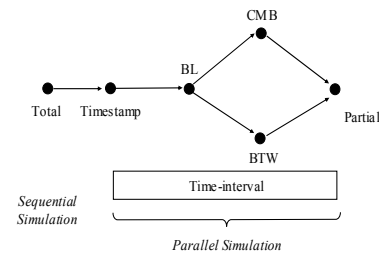 CMB
BL
Total
Timestamp
Partial
BTW
Time-interval
Sequential
Simulation
Parallel Simulation